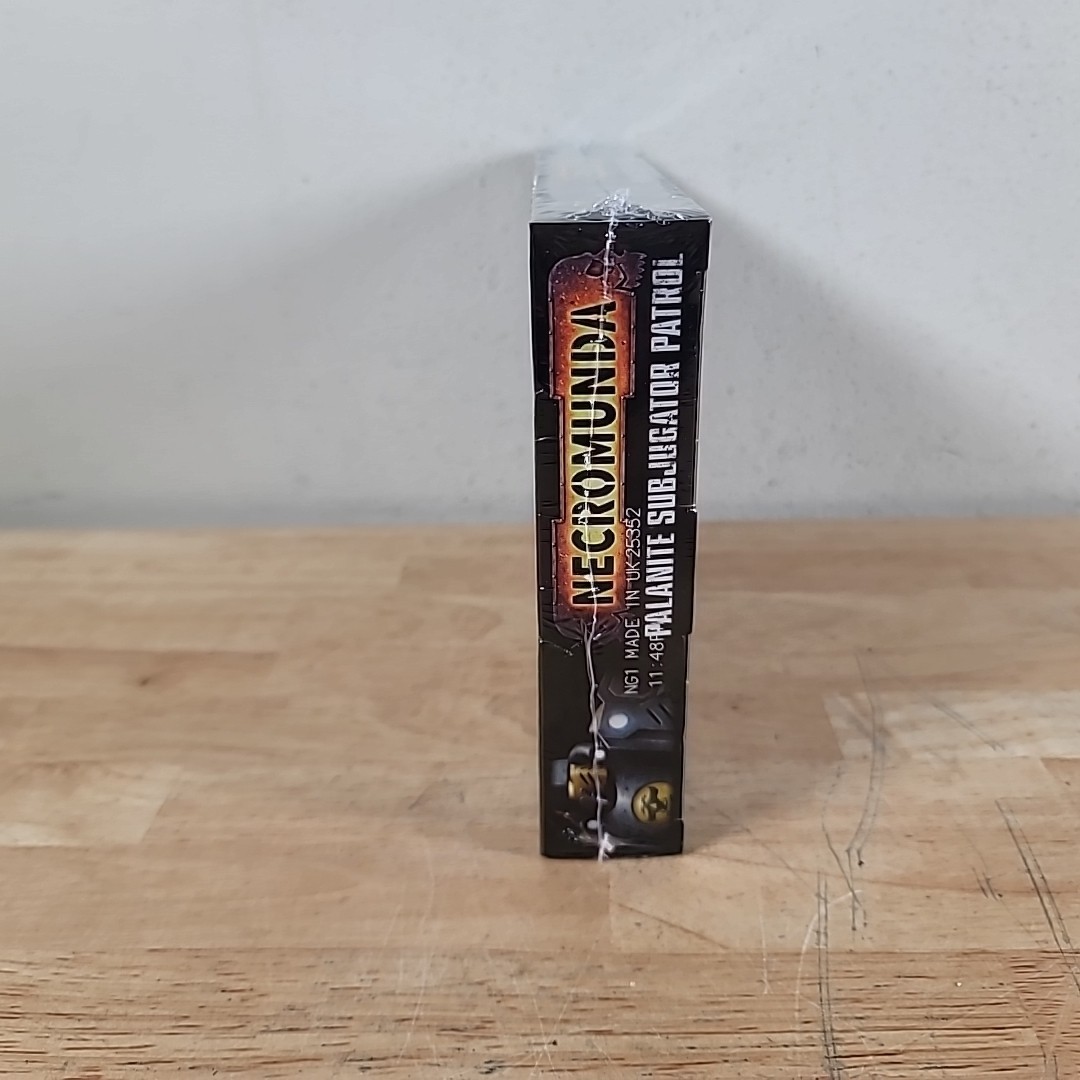 NECROMUNDA
PALANITE SUBJUGATOR PATROL
NG1 MADE IN UK 25352
11:48